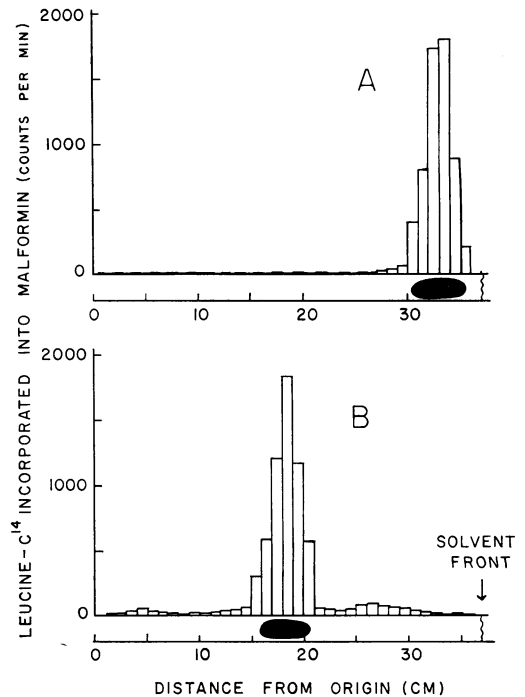 LEUCINE-C14 INCORPORATED INTO MALFORMIN (COUNTS PER MIN)
2000
1000
0
A
0 10 20 30
2000
1000
0
B
SOLVENT
FRONT
0 10 20 30
DISTANCE FROM ORIGIN (CM)